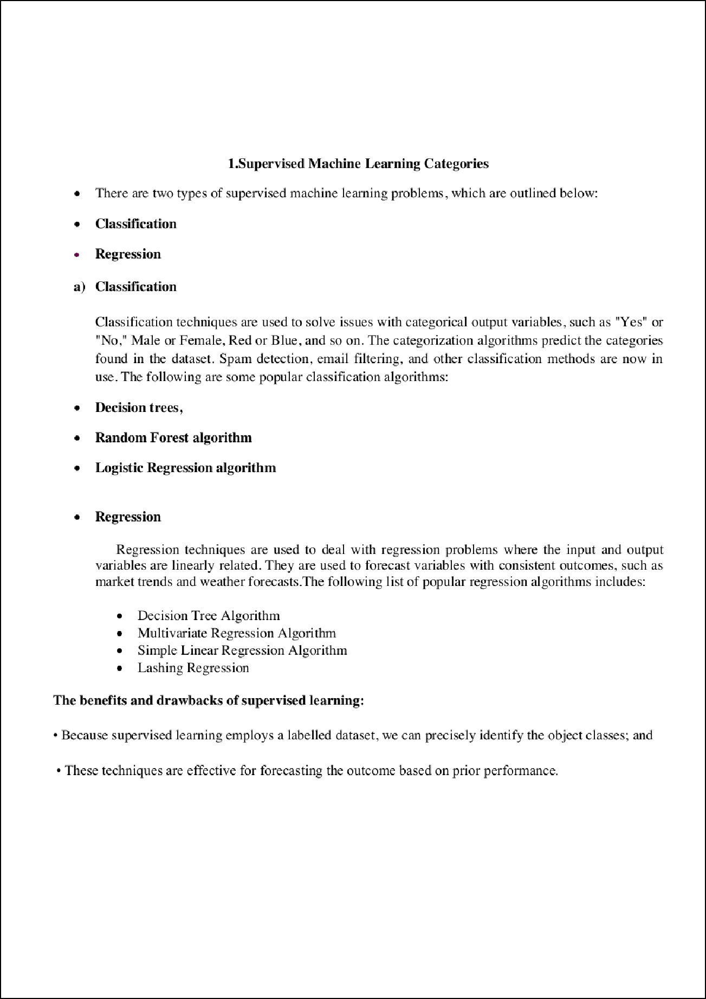 1.Supervised Machine Learning Categories
• There are two types of supervised machine learning problems, which are outlined below:
• Classification
• Regression
a) Classification
Classification techniques are used to solve issues with categorical output variables, such as "Yes" or
"No," Male or Female, Red or Blue, and so on. The categorization algorithms predict the categories
found in the dataset. Spam detection, email filtering, and other classification methods are now in
use. The following are some popular classification algorithms:
• Decision trees,
• Random Forest algorithm
• Logistic Regression algorithm
• Regression
Regression techniques are used to deal with regression problems where the input and output
variables are linearly related. They are used to forecast variables with consistent outcomes, such as
market trends and weather forecasts.The following list of popular regression algorithms includes:
• Decision Tree Algorithm
• Multivariate Regression Algorithm
• Simple Linear Regression Algorithm
• Lashing Regression
The benefits and drawbacks of supervised learning:
• Because supervised learning employs a labelled dataset, we can precisely identify the object classes; and
• These techniques are effective for forecasting the outcome based on prior performance.